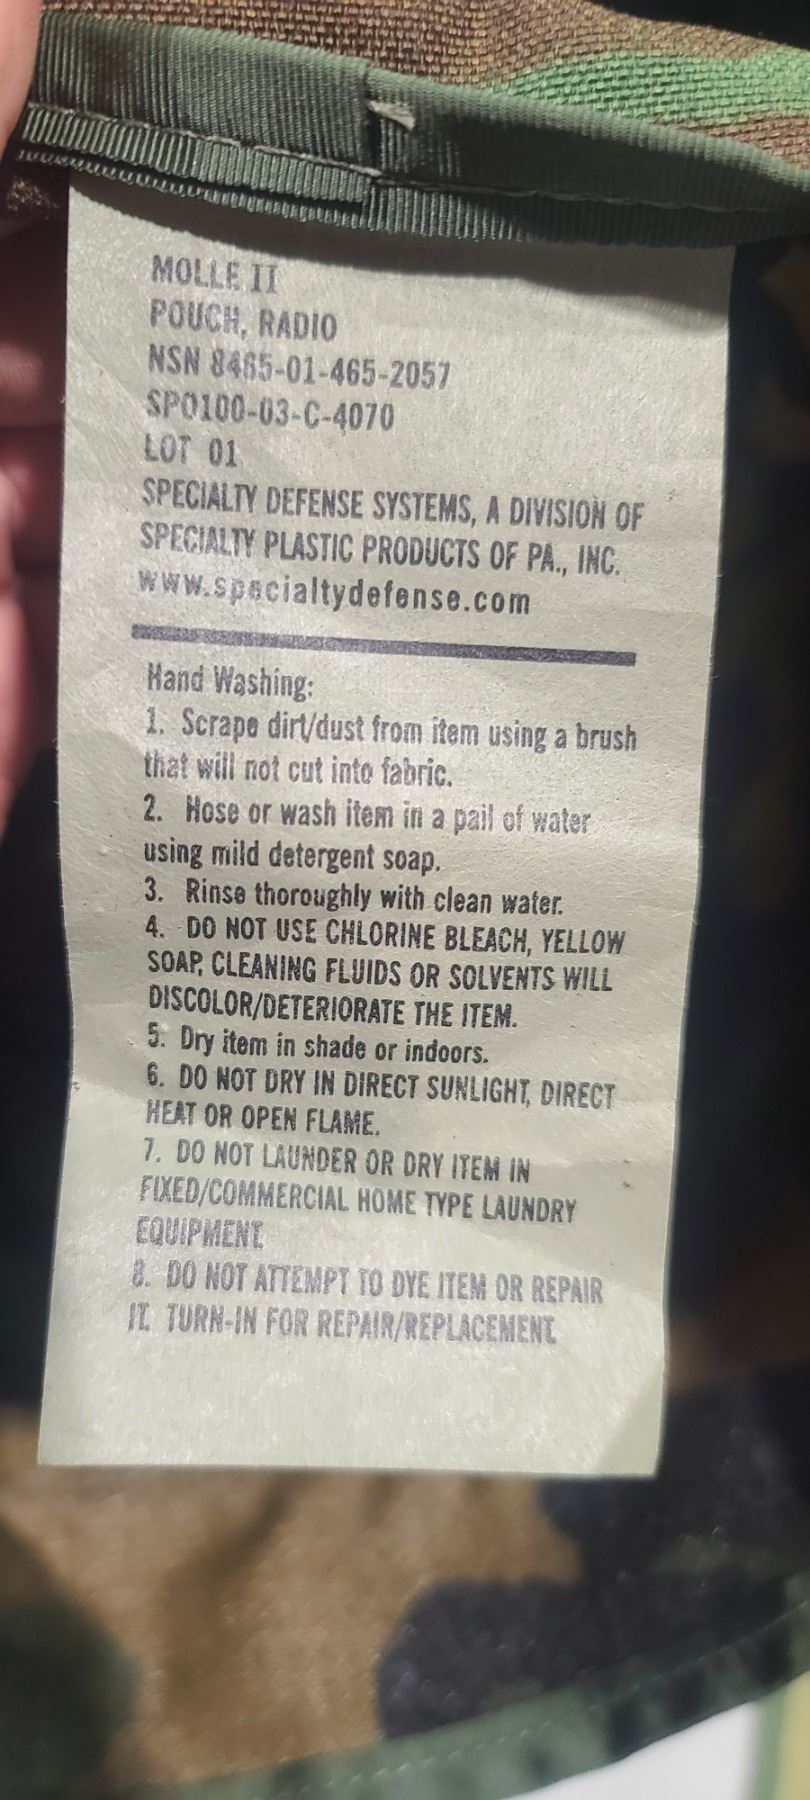 MOLLE II
POUCH, RADIO
NSN 8465-01-465-2057
SPO100-03-C-4070
LOT 01
SPECIALTY DEFENSE SYSTEMS, A DIVISION OF
SPECIALTY PLASTIC PRODUCTS OF PA., INC.
www.specialtydefense.com
Hand Washing:
1. Scrape dirt/dust from item using a brush
that will not cut into fabric.
2. Hose or wash item in a pail of water
using mild detergent soap.
3. Rinse thoroughly with clean water.
4. DO NOT USE CHLORINE BLEACH, YELLOW
SOAP, CLEANING FLUIDS OR SOLVENTS WILL
DISCOLOR/DETERIORATE THE ITEM.
5. Dry item in shade or indoors.
6. DO NOT DRY IN DIRECT SUNLIGHT, DIRECT
HEAT OR OPEN FLAME.
7. DO NOT LAUNDER OR DRY ITEM IN
FIXED/COMMERCIAL HOME TYPE LAUNDRY
EQUIPMENT.
8. DO NOT ATTEMPT TO DYE ITEM OR REPAIR
IT. TURN-IN FOR REPAIR/REPLACEMENT.